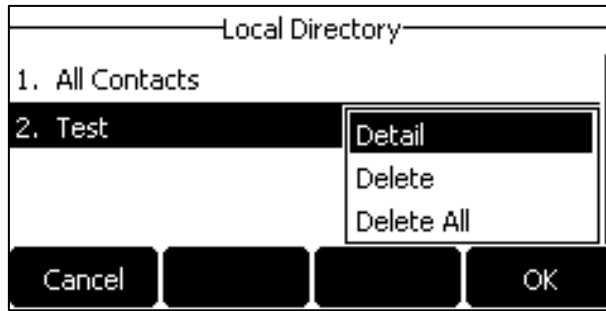 Local Directory
1. All Contacts
2. Test
Detail
Delete
Delete All
Cancel
OK